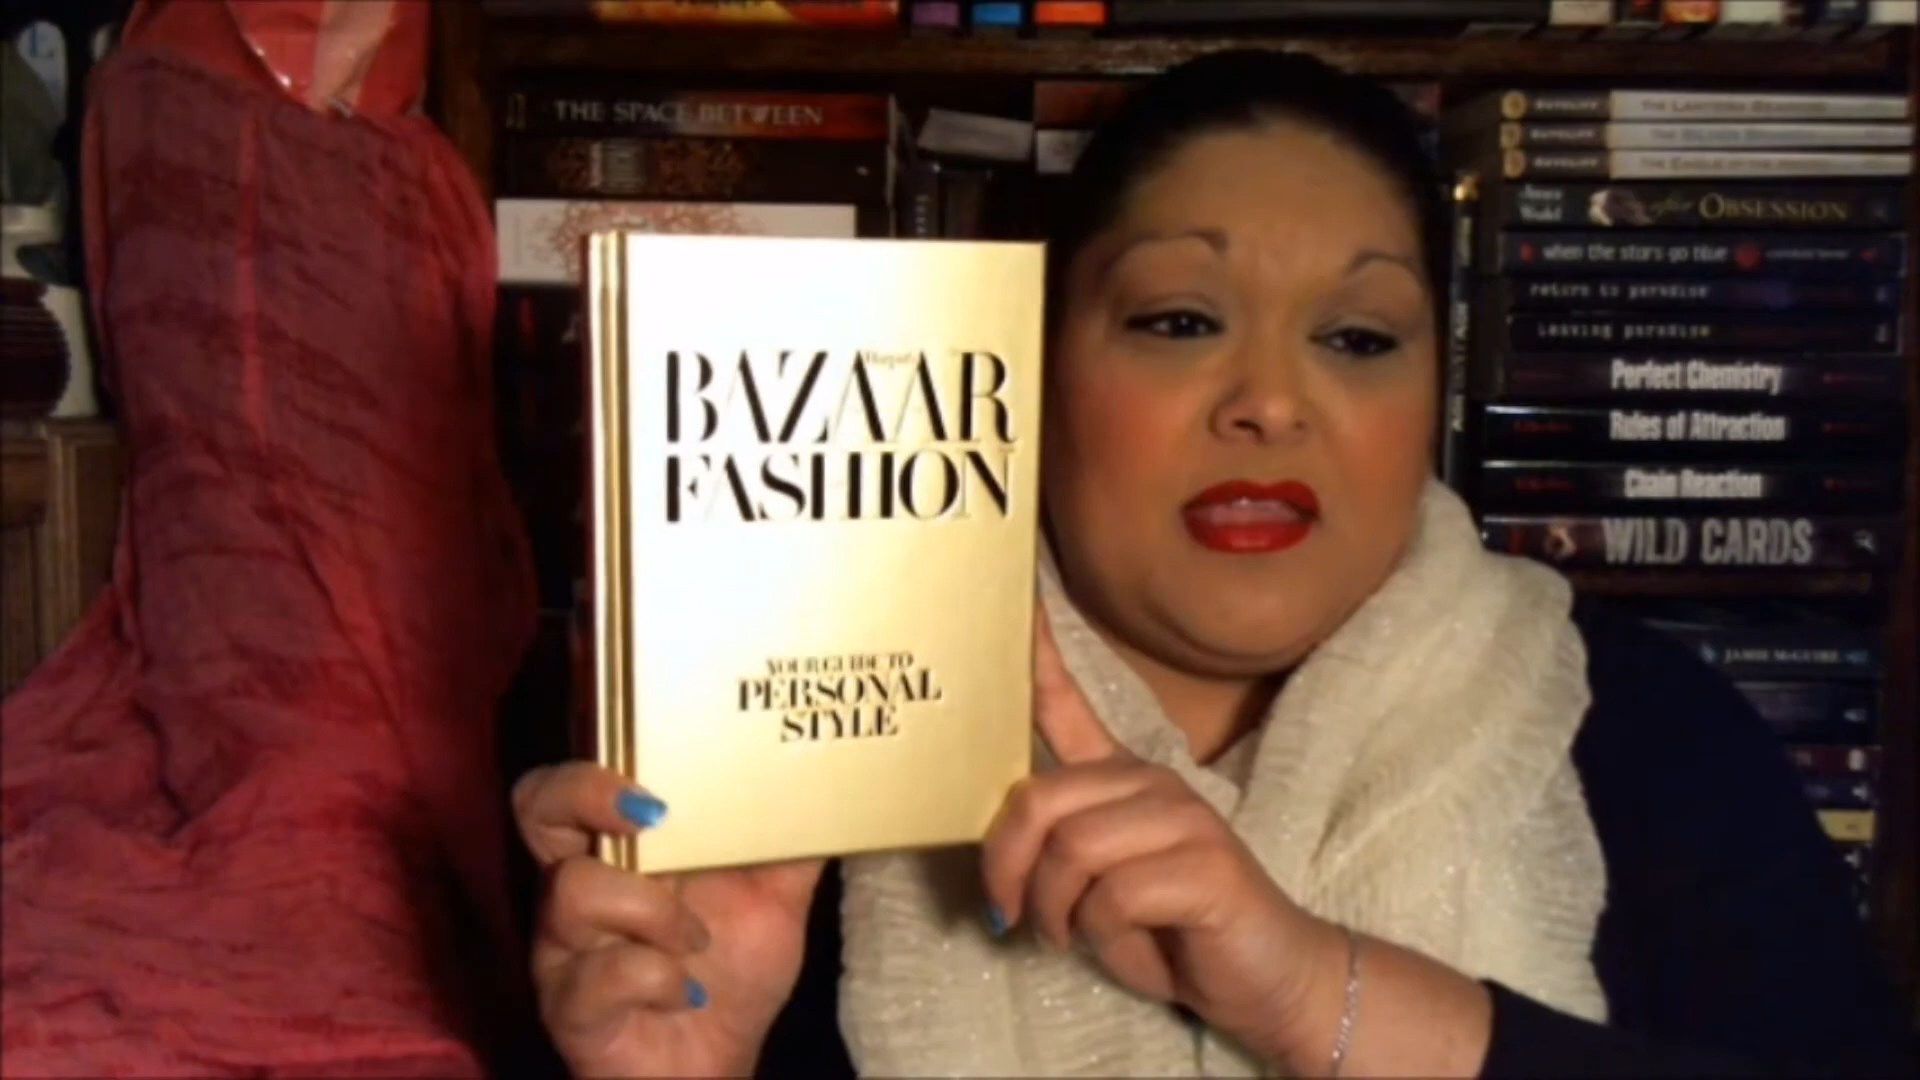 THE SPACE BETWEEN
Harper's
BAZAAR
FASHION
YOUR GUIDE TO
PERSONAL
STYLE
OBSESSION
when the stars go blue
return to paradise
leaving paradise
Perfect Chemistry
Rules of Attraction
Chain Reaction
WILD CARDS
JAMIE McGUIRE